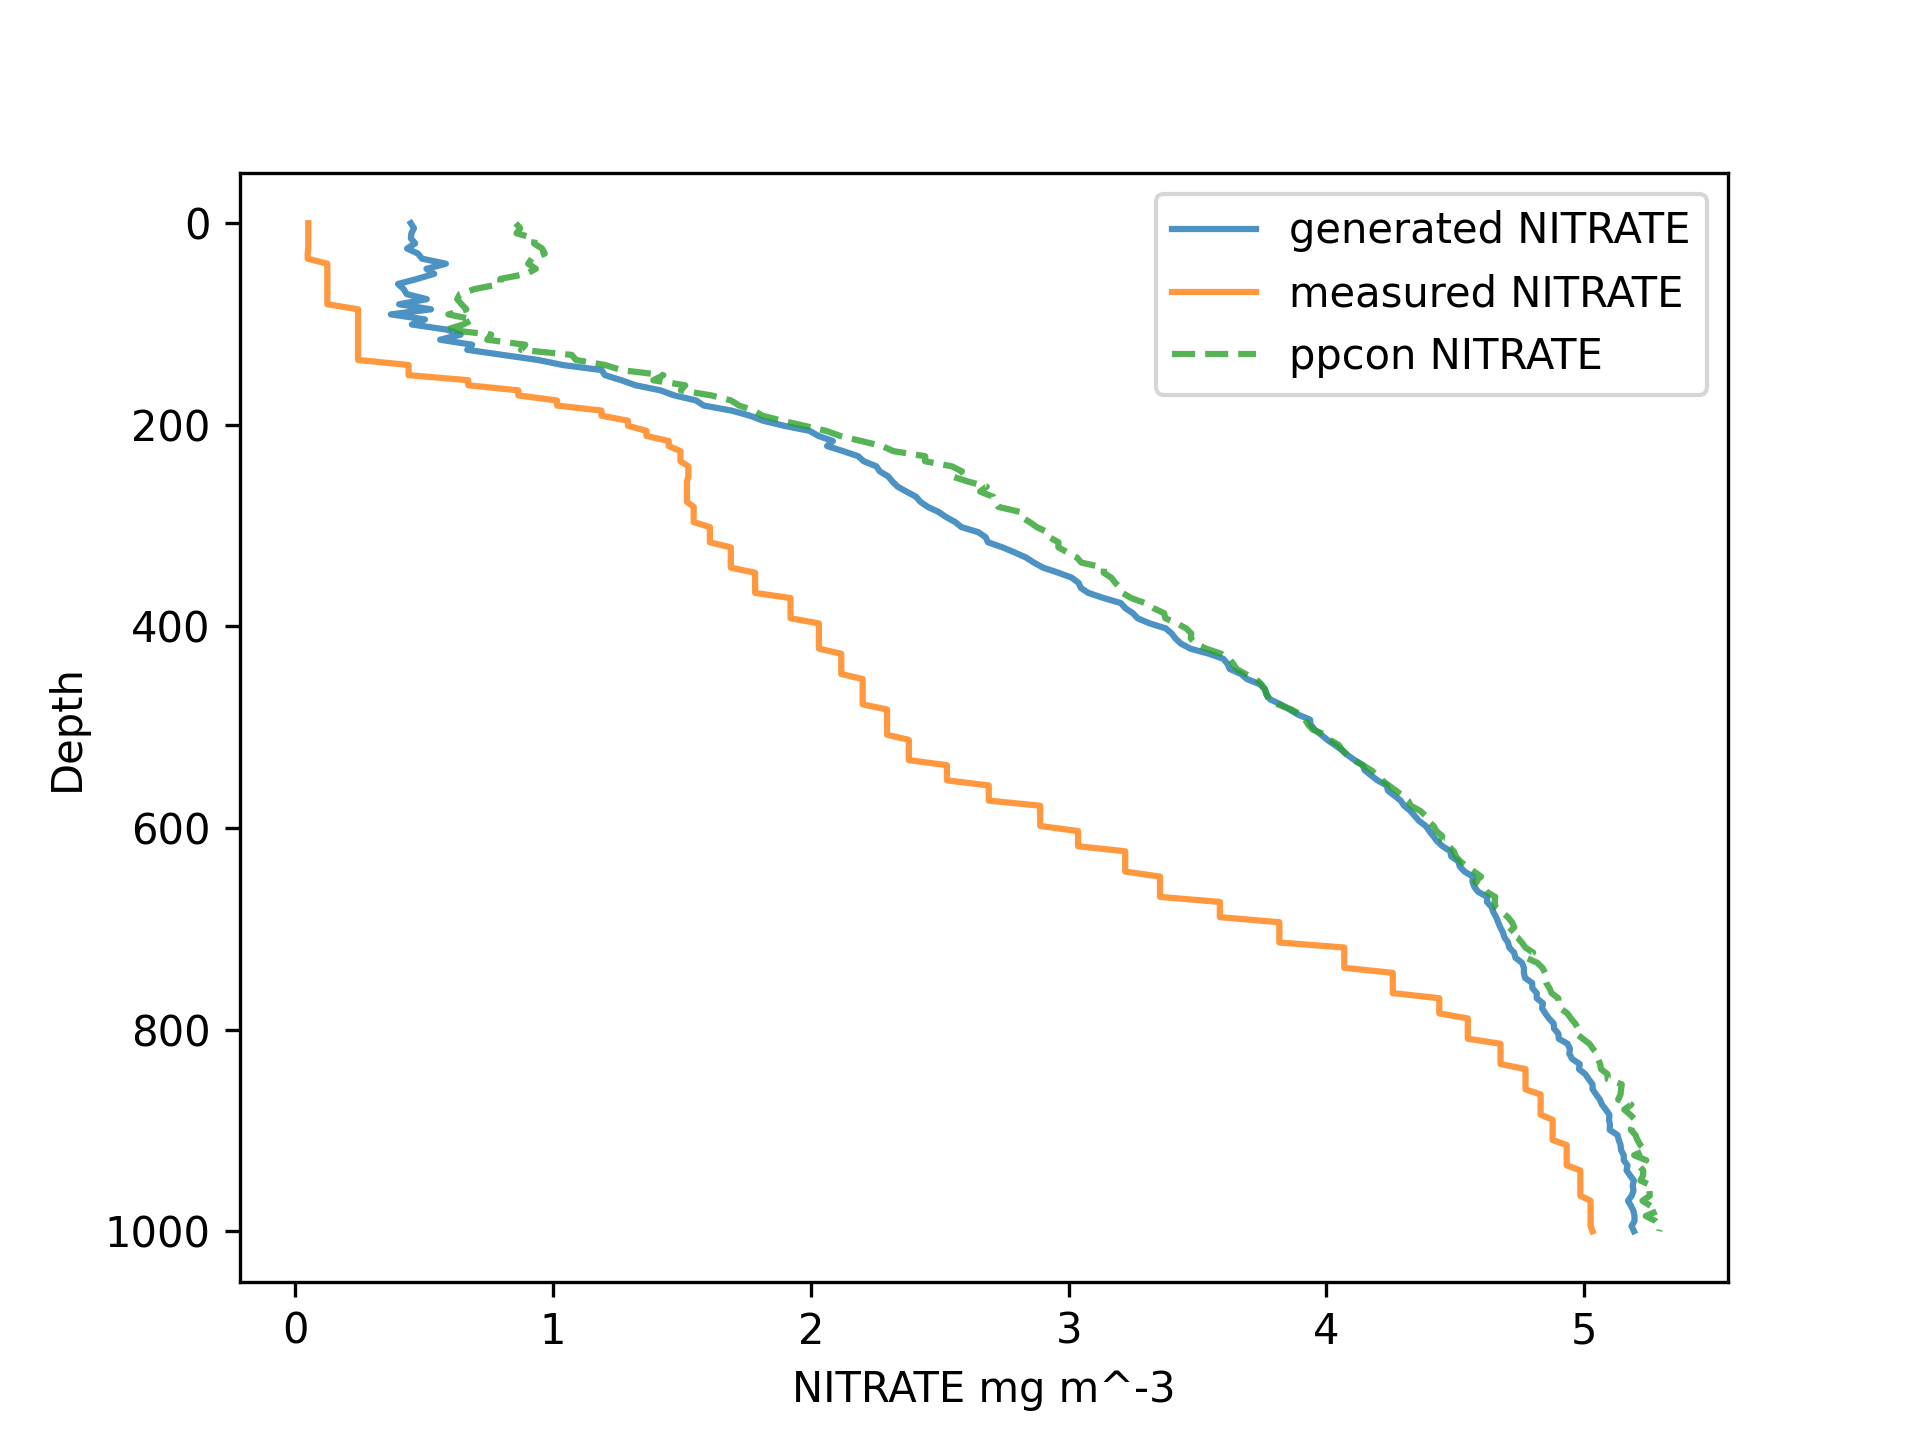 generated NITRATE
measured NITRATE
ppcon NITRATE
0
200
400
600
800
1000
Depth
0 1 2 3 4 5
NITRATE mg m^-3